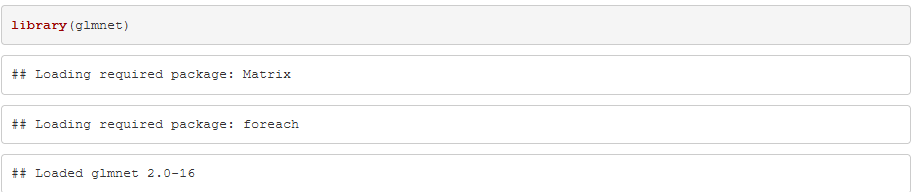 library(glmnet)
## Loading required package: Matrix
## Loading required package: foreach
## Loaded glmnet 2.0-16